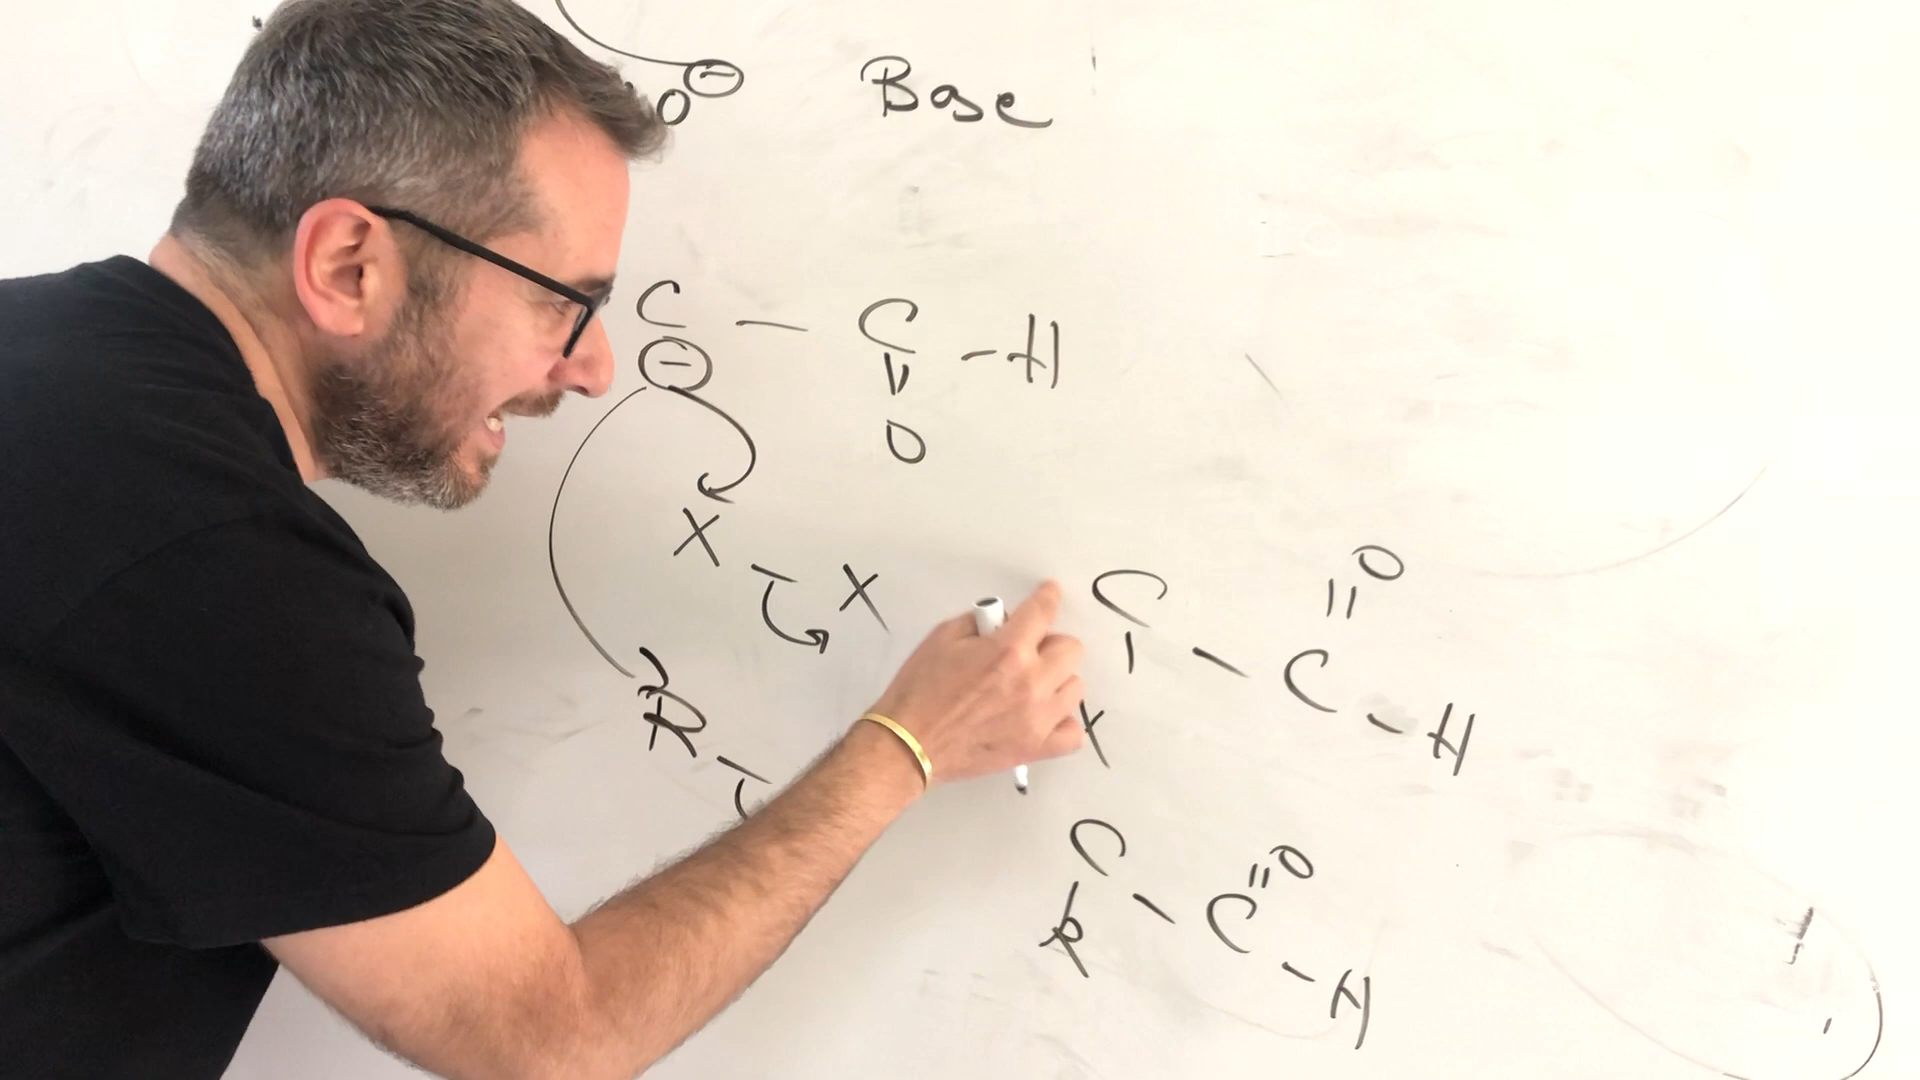 O⊖ Base
C - C - H
⊖ ||
O
X - X
R -
C - C - H
| || O
X
C - C = O
R - H